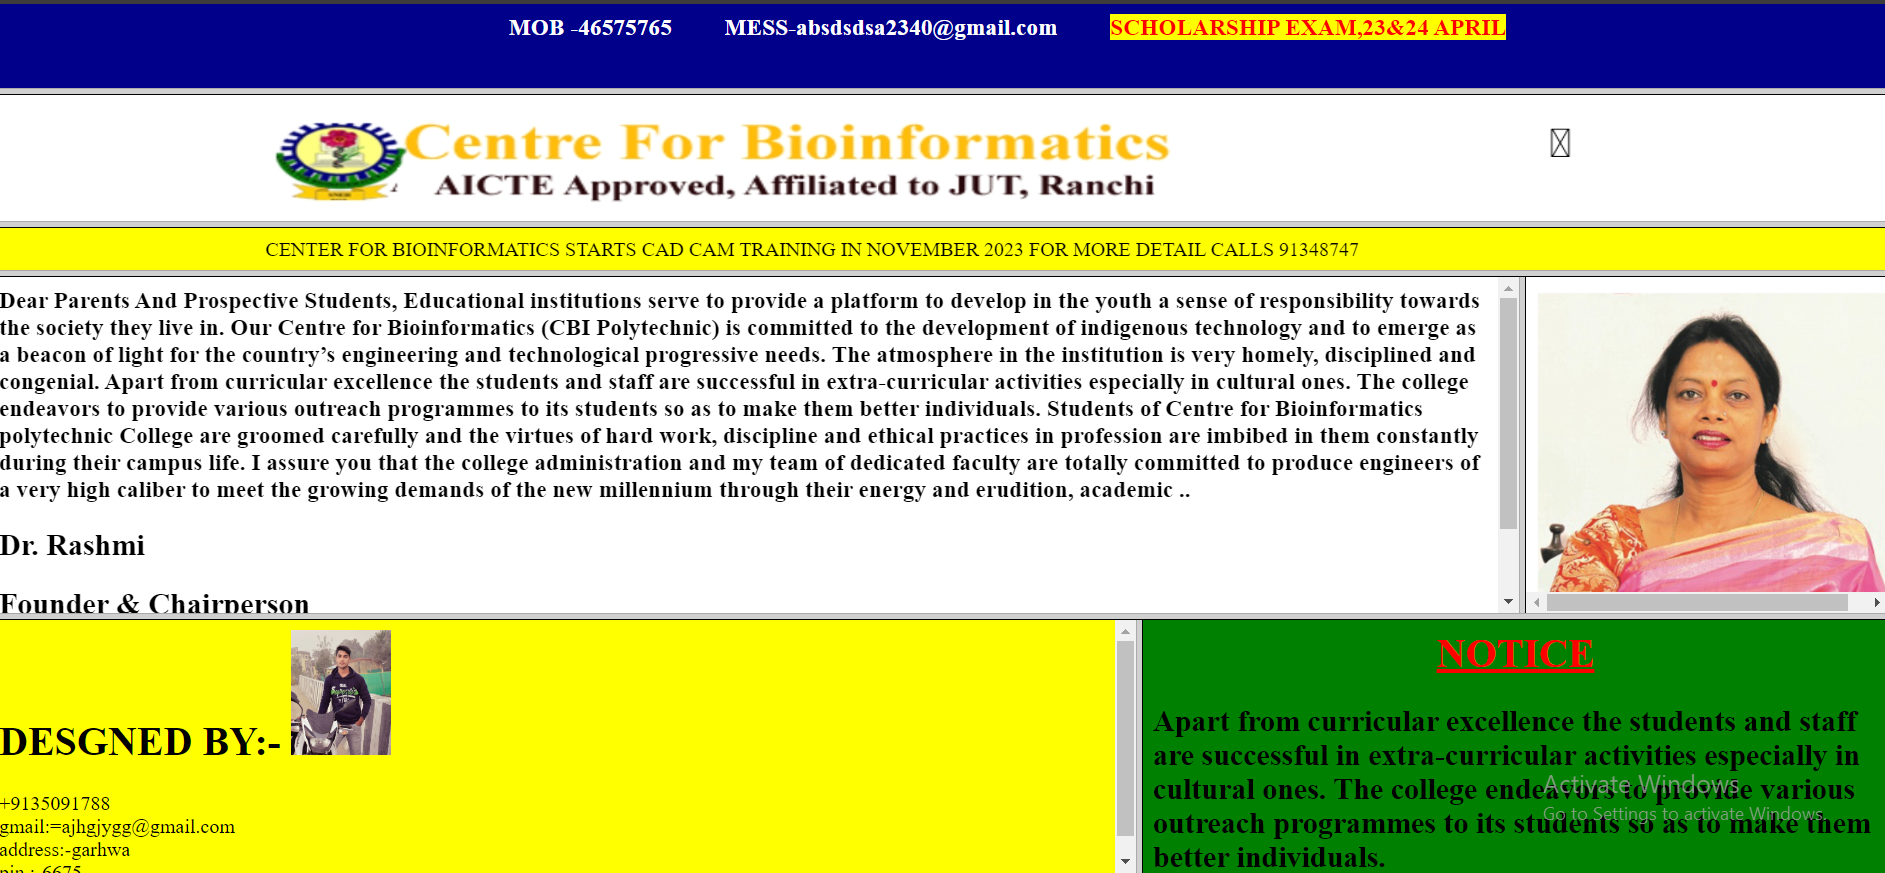 MOB -46575765 MESS-absdsdsa2340@gmail.com SCHOLARSHIP EXAM,23&24 APRIL
Centre For Bioinformatics
AICTE Approved, Affiliated to JUT, Ranchi
CENTER FOR BIOINFORMATICS STARTS CAD CAM TRAINING IN NOVEMBER 2023 FOR MORE DETAIL CALLS 91348747
Dear Parents And Prospective Students, Educational institutions serve to provide a platform to develop in the youth a sense of responsibility towards
the society they live in. Our Centre for Bioinformatics (CBI Polytechnic) is committed to the development of indigenous technology and to emerge as
a beacon of light for the country’s engineering and technological progressive needs. The atmosphere in the institution is very homely, disciplined and
congenial. Apart from curricular excellence the students and staff are successful in extra-curricular activities especially in cultural ones. The college
endeavors to provide various outreach programmes to its students so as to make them better individuals. Students of Centre for Bioinformatics
polytechnic College are groomed carefully and the virtues of hard work, discipline and ethical practices in profession are imbibed in them constantly
during their campus life. I assure you that the college administration and my team of dedicated faculty are totally committed to produce engineers of
a very high caliber to meet the growing demands of the new millennium through their energy and erudition, academic ..
Dr. Rashmi
Founder & Chairperson
DESGNED BY:-
+9135091788
gmail:=ajhgjygg@gmail.com
address:-garhwa
pin :-6675
NOTICE
Apart from curricular excellence the students and staff
are successful in extra-curricular activities especially in
cultural ones. The college endeavors to provide various
outreach programmes to its students so as to make them
better individuals.
Activate Windows
Go to Settings to activate Windows.